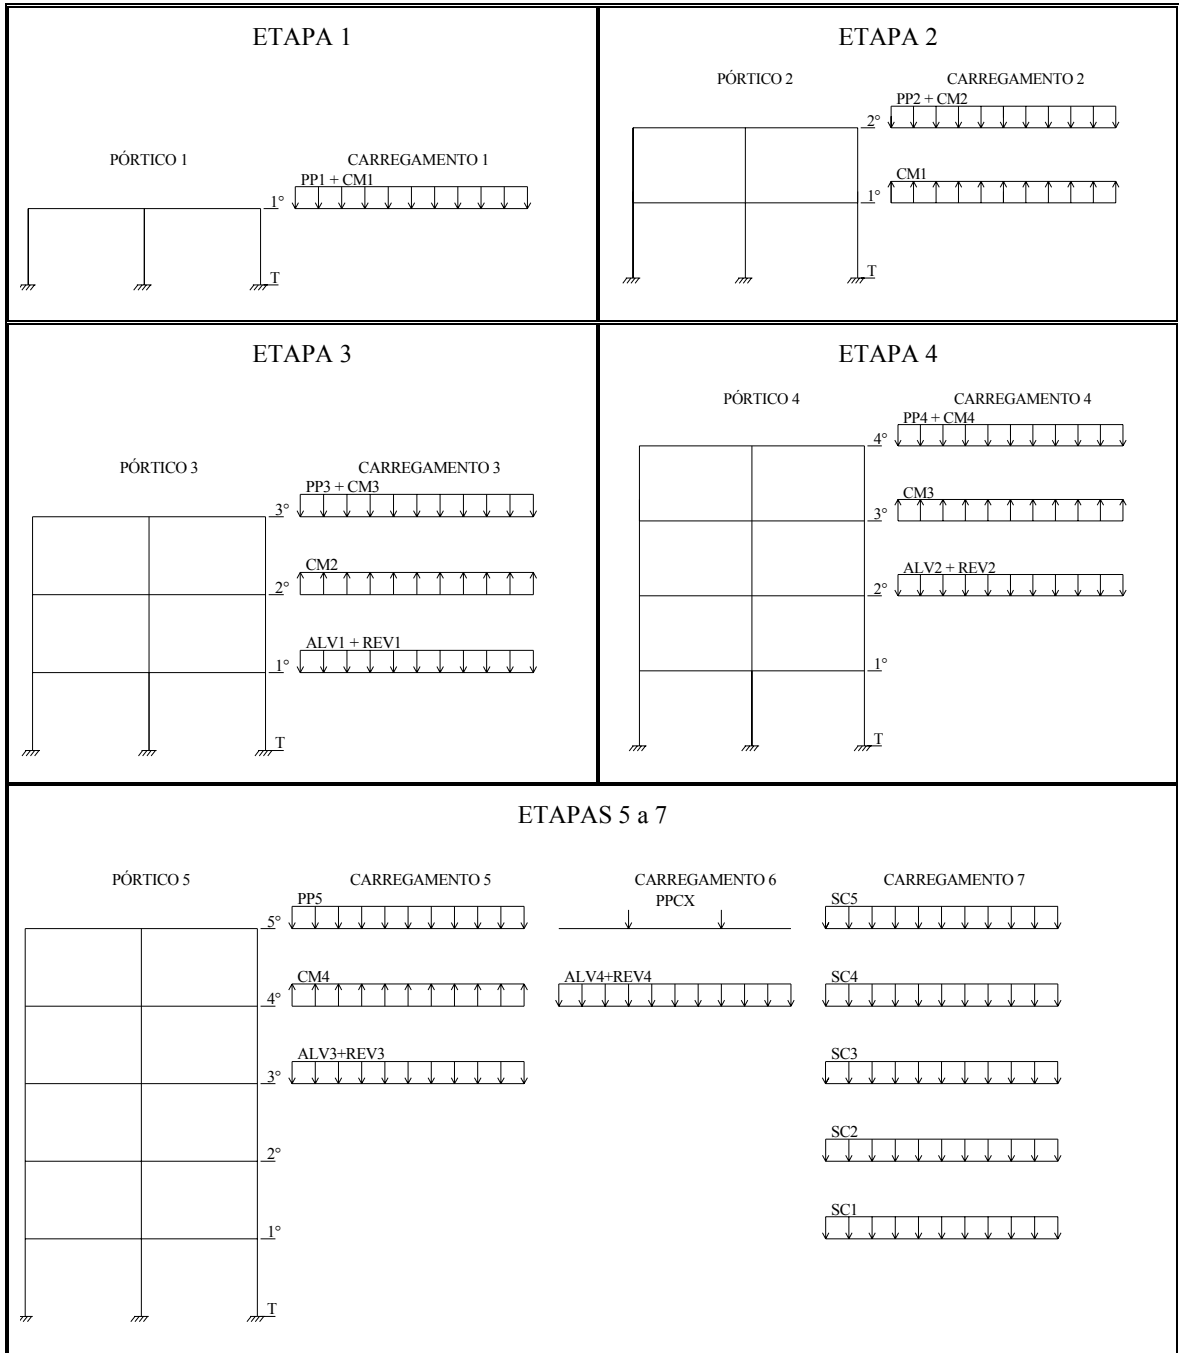 ETAPA 1
PÓRTICO 1
CARREGAMENTO 1
PP1 + CM1
1°
T
ETAPA 2
PÓRTICO 2
CARREGAMENTO 2
PP2 + CM2
2°
CM1
1°
T
ETAPA 3
PÓRTICO 3
CARREGAMENTO 3
PP3 + CM3
3°
CM2
2°
ALV1 + REV1
1°
T
ETAPA 4
PÓRTICO 4
CARREGAMENTO 4
PP4 + CM4
4°
CM3
3°
ALV2 + REV2
2°
1°
T
ETAPAS 5 a 7
PÓRTICO 5
CARREGAMENTO 5
CARREGAMENTO 6
CARREGAMENTO 7
PP5
PPCX
SC5
5°
CM4
ALV4+REV4
SC4
4°
ALV3+REV3
SC3
3°
SC2
2°
SC1
1°
T